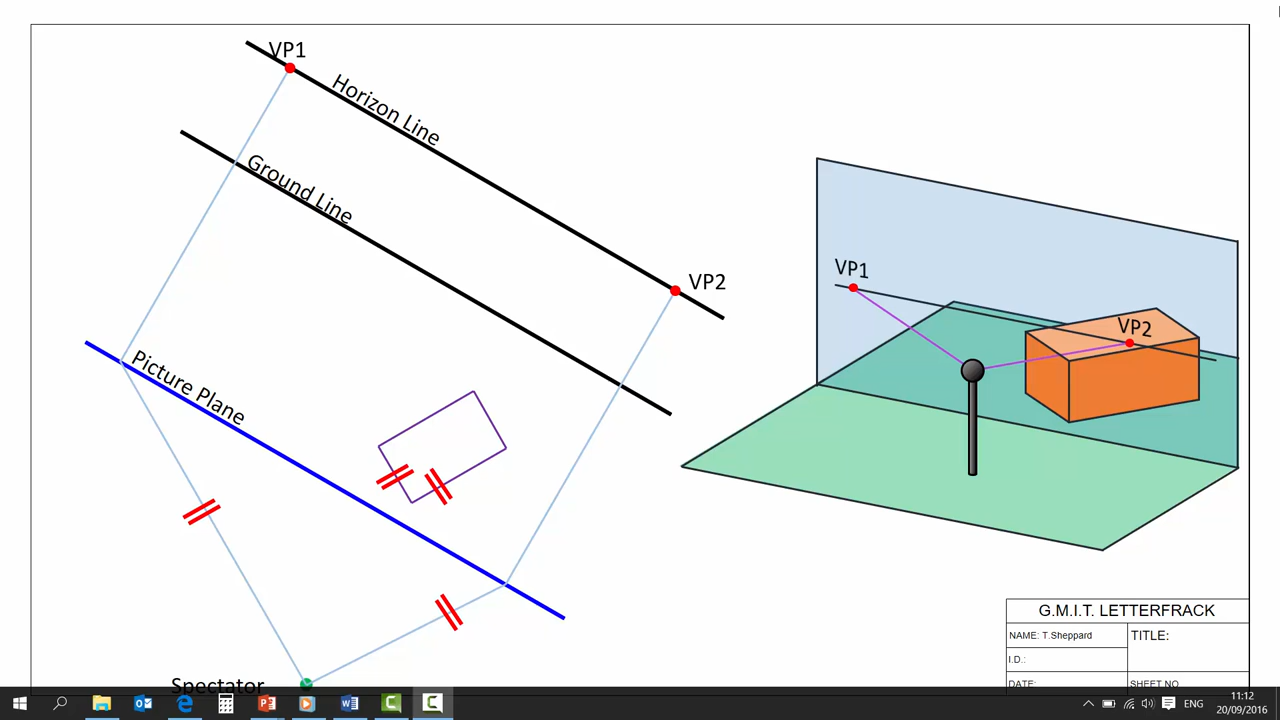 VP1
Horizon Line
Ground Line
VP2
Picture Plane
Spectator
VP1
VP2
G.M.I.T. LETTERFRACK
NAME: T.Sheppard
TITLE:
I.D.:
DATE:
SHEET NO
ENG
11:12
20/09/2016